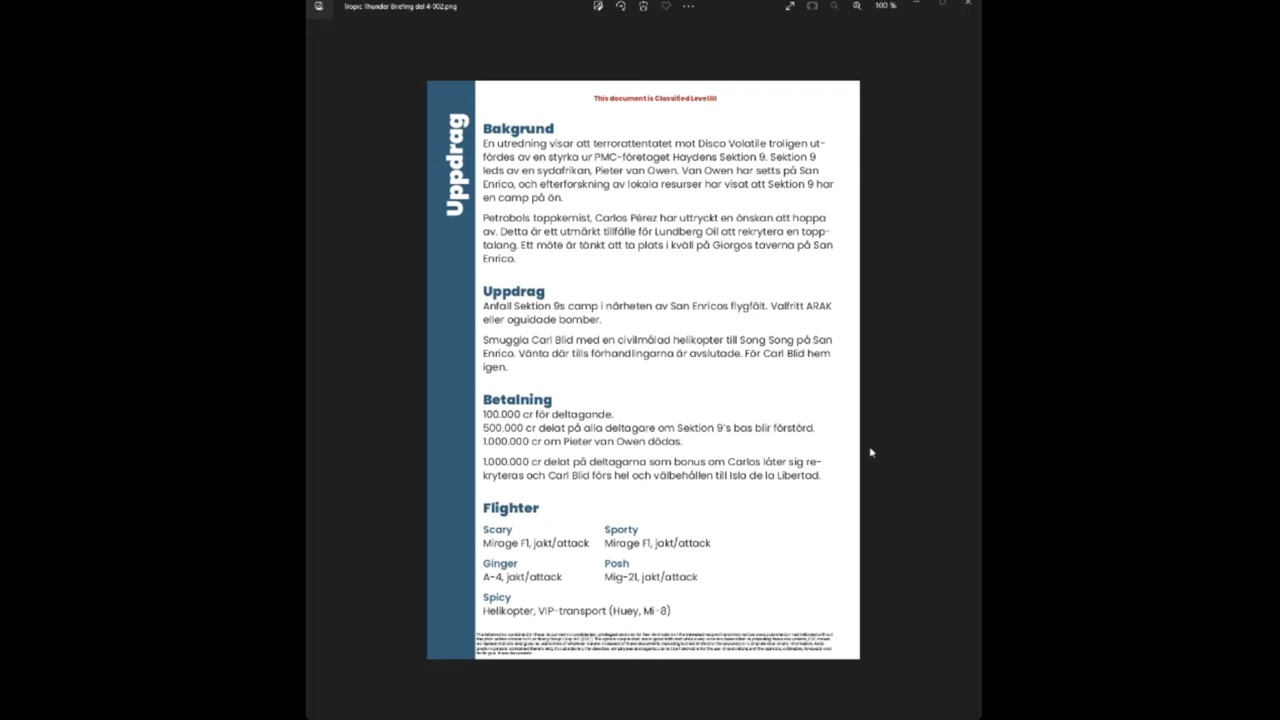 Tropic Thunder Briefing del 4-002.png
100 %
This document is Classified Level III
Uppdrag
Bakgrund
En utredning visar att terrorattentatet mot Disco Volatile troligen ut-
fördes av en styrka ur PMC-företaget Haydens Sektion 9. Sektion 9
leds av en sydafrikan, Pieter van Owen. Van Owen har setts på San
Enrico, och efterforskning av lokala resurser har visat att Sektion 9 har
en camp på ön.
Petrobols toppkemist, Carlos Pérez har uttryckt en önskan att hoppa
av. Detta är ett utmärkt tillfälle för Lundberg Oil att rekrytera en topp-
talang. Ett möte är tänkt att ta plats i kväll på Giorgos taverna på San
Enrico.
Uppdrag
Anfall Sektion 9s camp i närheten av San Enricos flygfält. Valfritt ARAK
eller oguidade bomber.
Smuggla Carl Blid med en civilmålad helikopter till Song Song på San
Enrico. Vänta där tills förhandlingarna är avslutade. För Carl Blid hem
igen.
Betalning
100.000 cr för deltagande.
500.000 cr delat på alla deltagare om Sektion 9's bas blir förstörd.
1.000.000 cr om Pieter van Owen dödas.
1.000.000 cr delat på deltagarna som bonus om Carlos låter sig re-
kryteras och Carl Blid förs hel och välbehållen till Isla de la Libertad.
Flighter
Scary Sporty
Mirage F1, jakt/attack Mirage F1, jakt/attack
Ginger Posh
A-4, jakt/attack Mig-21, jakt/attack
Spicy
Helikopter, VIP-transport (Huey, Mi-8)